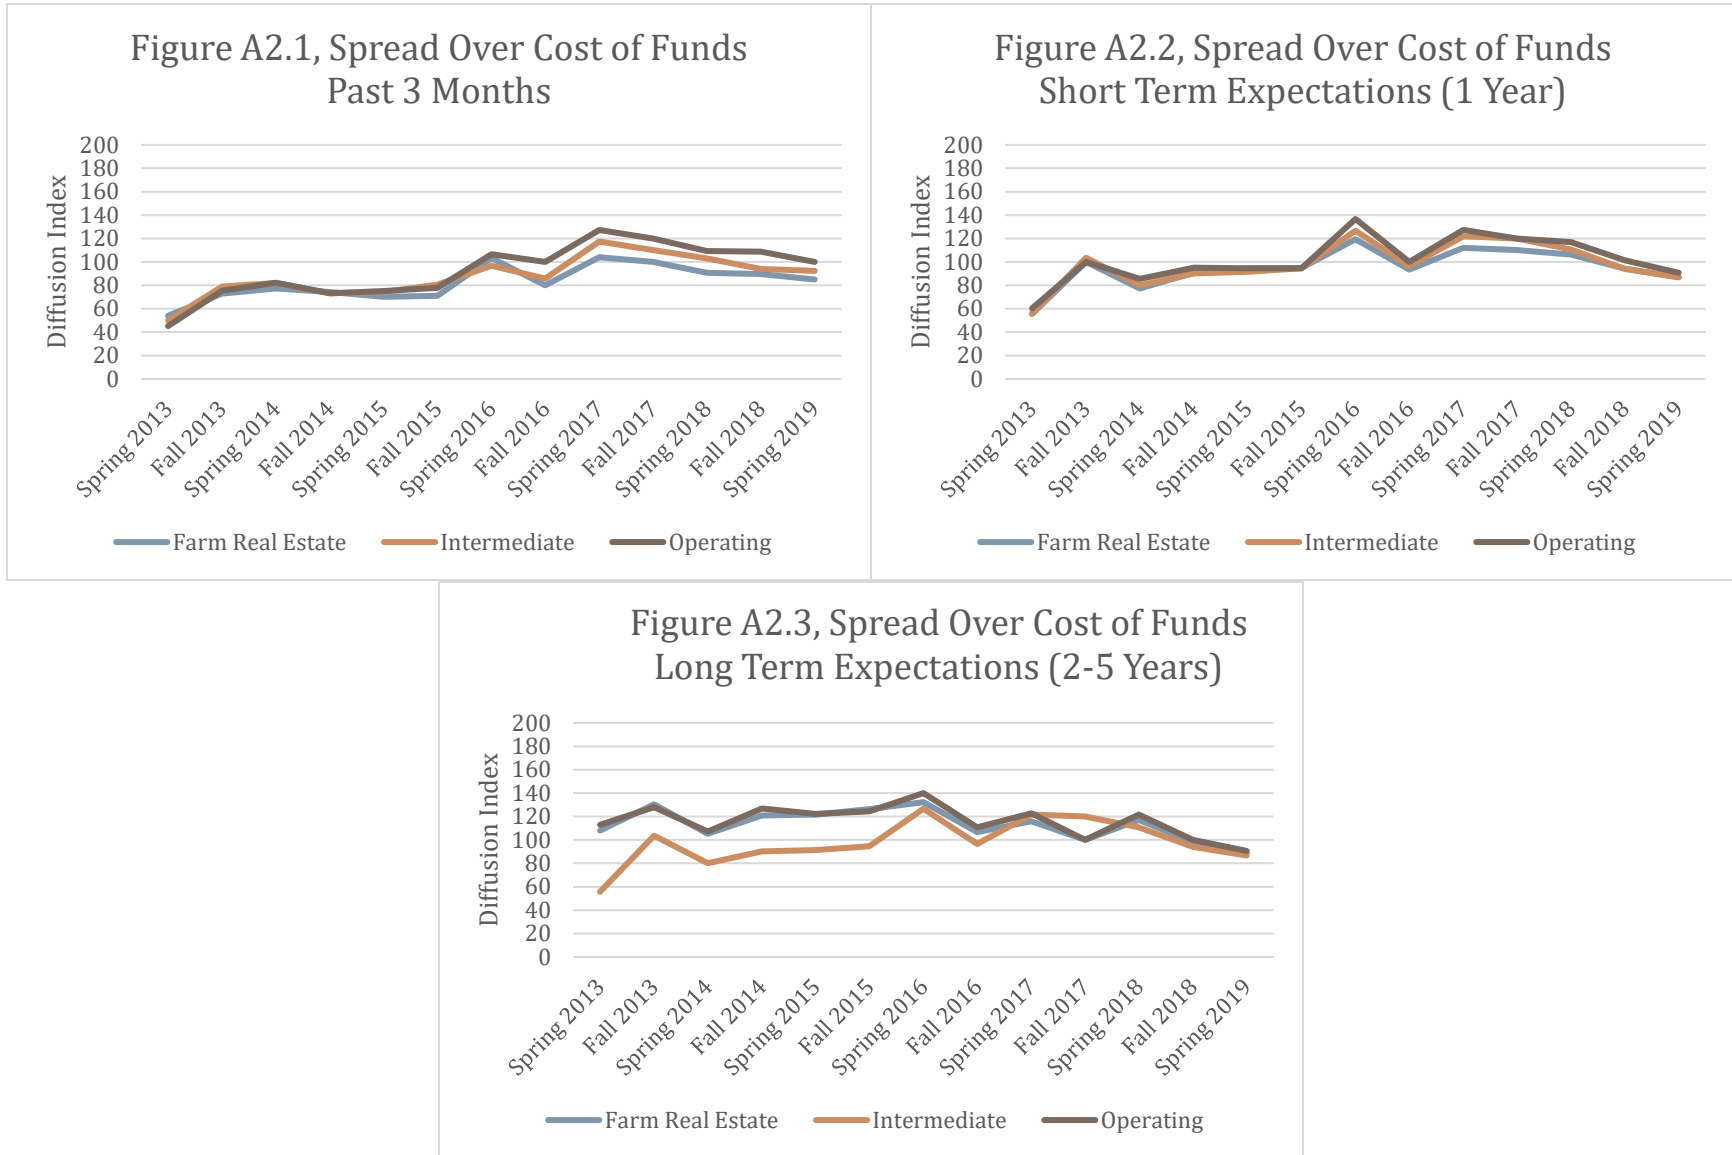 Figure A2.1, Spread Over Cost of Funds
Past 3 Months
Diffusion Index
200
180
160
140
120
100
80
60
40
20
0
Spring 2013
Fall 2013
Spring 2014
Fall 2014
Spring 2015
Fall 2015
Spring 2016
Fall 2016
Spring 2017
Fall 2017
Spring 2018
Fall 2018
Spring 2019
Farm Real Estate Intermediate Operating
Figure A2.2, Spread Over Cost of Funds
Short Term Expectations (1 Year)
Diffusion Index
200
180
160
140
120
100
80
60
40
20
0
Spring 2013
Fall 2013
Spring 2014
Fall 2014
Spring 2015
Fall 2015
Spring 2016
Fall 2016
Spring 2017
Fall 2017
Spring 2018
Fall 2018
Spring 2019
Farm Real Estate Intermediate Operating
Figure A2.3, Spread Over Cost of Funds
Long Term Expectations (2-5 Years)
Diffusion Index
200
180
160
140
120
100
80
60
40
20
0
Spring 2013
Fall 2013
Spring 2014
Fall 2014
Spring 2015
Fall 2015
Spring 2016
Fall 2016
Spring 2017
Fall 2017
Spring 2018
Fall 2018
Spring 2019
Farm Real Estate Intermediate Operating